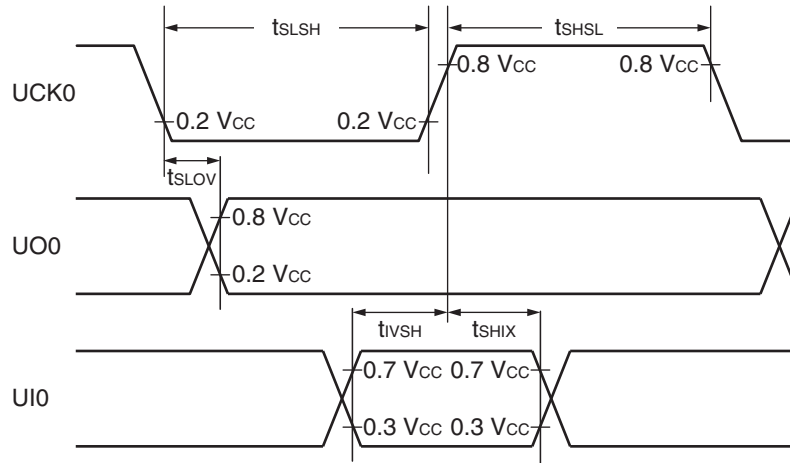 tSLSH
tSHSL
UCK0
0.8 VCC
0.8 VCC
0.2 VCC
0.2 VCC
tSLOV
UO0
0.8 VCC
0.2 VCC
tIVSH
tSHIX
UI0
0.7 VCC
0.7 VCC
0.3 VCC
0.3 VCC